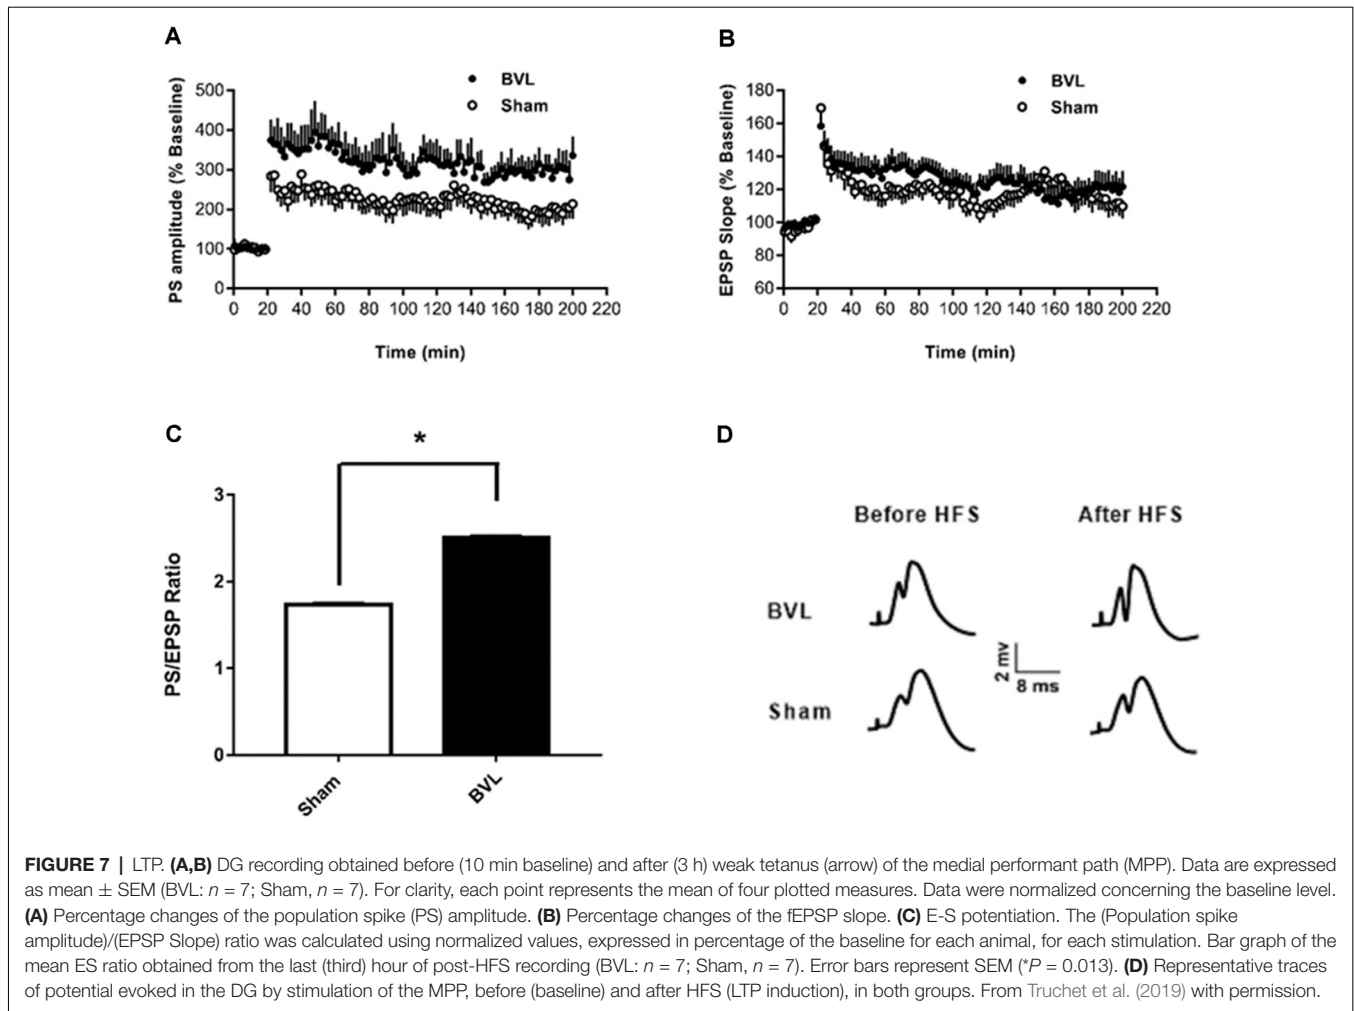 A
BVL
Sham
500
400
300
200
100
0
PS amplitude (% Baseline)
0 20 40 60 80 100 120 140 160 180 200 220
Time (min)
B
BVL
Sham
180
160
140
120
100
80
60
EPSP Slope (% Baseline)
0 20 40 60 80 100 120 140 160 180 200 220
Time (min)
C
*
3
2
1
0
PS/EPSP Ratio
Sham
BVL
D
Before HFS After HFS
BVL
2 mv
8 ms
Sham
FIGURE 7 | LTP. (A,B) DG recording obtained before (10 min baseline) and after (3 h) weak tetanus (arrow) of the medial performant path (MPP). Data are expressed
as mean ± SEM (BVL: n = 7; Sham, n = 7). For clarity, each point represents the mean of four plotted measures. Data were normalized concerning the baseline level.
(A) Percentage changes of the population spike (PS) amplitude. (B) Percentage changes of the fEPSP slope. (C) E-S potentiation. The (Population spike
amplitude)/(EPSP Slope) ratio was calculated using normalized values, expressed in percentage of the baseline for each animal, for each stimulation. Bar graph of the
mean ES ratio obtained from the last (third) hour of post-HFS recording (BVL: n = 7; Sham, n = 7). Error bars represent SEM (*P = 0.013). (D) Representative traces
of potential evoked in the DG by stimulation of the MPP, before (baseline) and after HFS (LTP induction), in both groups. From Truchet et al. (2019) with permission.